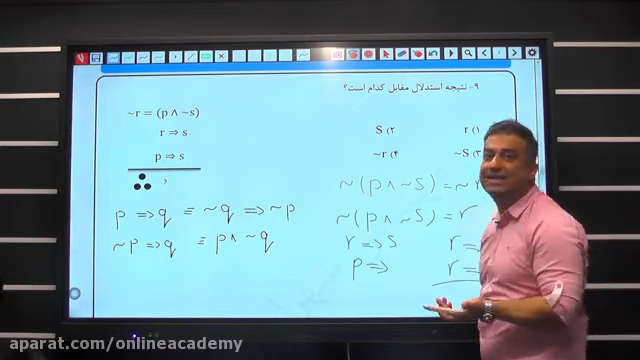 ۹- نتیجه استدلال مقابل کدام است؟
~r = (p ∧ ~s)
r ⇒ s
p ⇒ s
∴ ?
r (۱
S (۲
~S (۳
~r (۴
p ⇒ q ≡ ~q ⇒ ~p
~p ⇒ q ≡ p ∧ ~q
~(p ∧ ~s) = ~r
~(p ∧ ~s) = r
r ⇒ s
r =
p ⇒
r =
aparat.com/onlineacademy